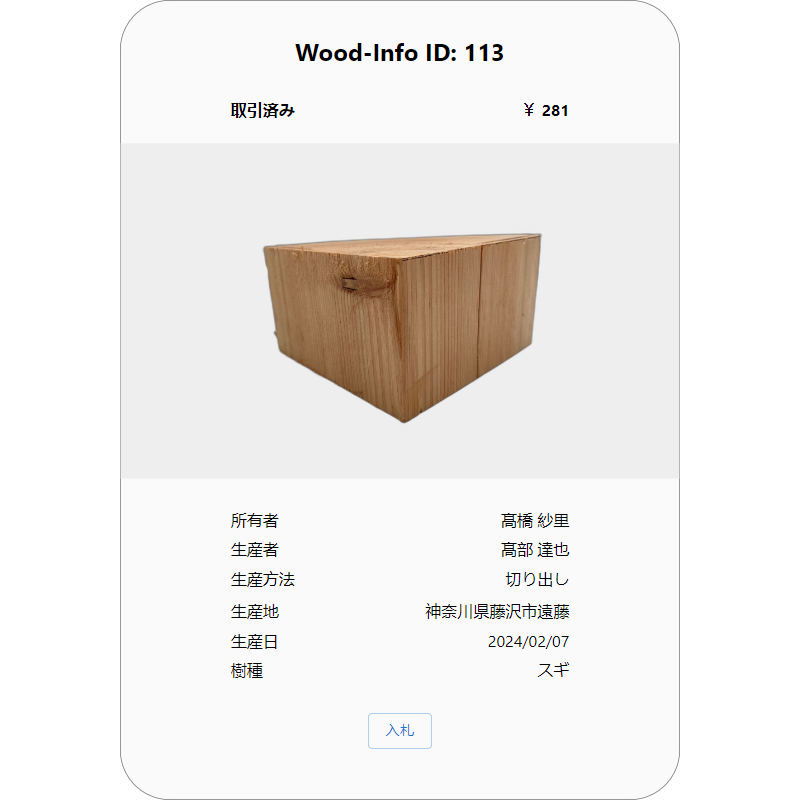 Wood-Info ID: 113
取引済み ￥ 281
所有者 髙橋 紗里
生産者 髙部 達也
生産方法 切り出し
生産地 神奈川県藤沢市遠藤
生産日 2024/02/07
樹種 スギ
入札